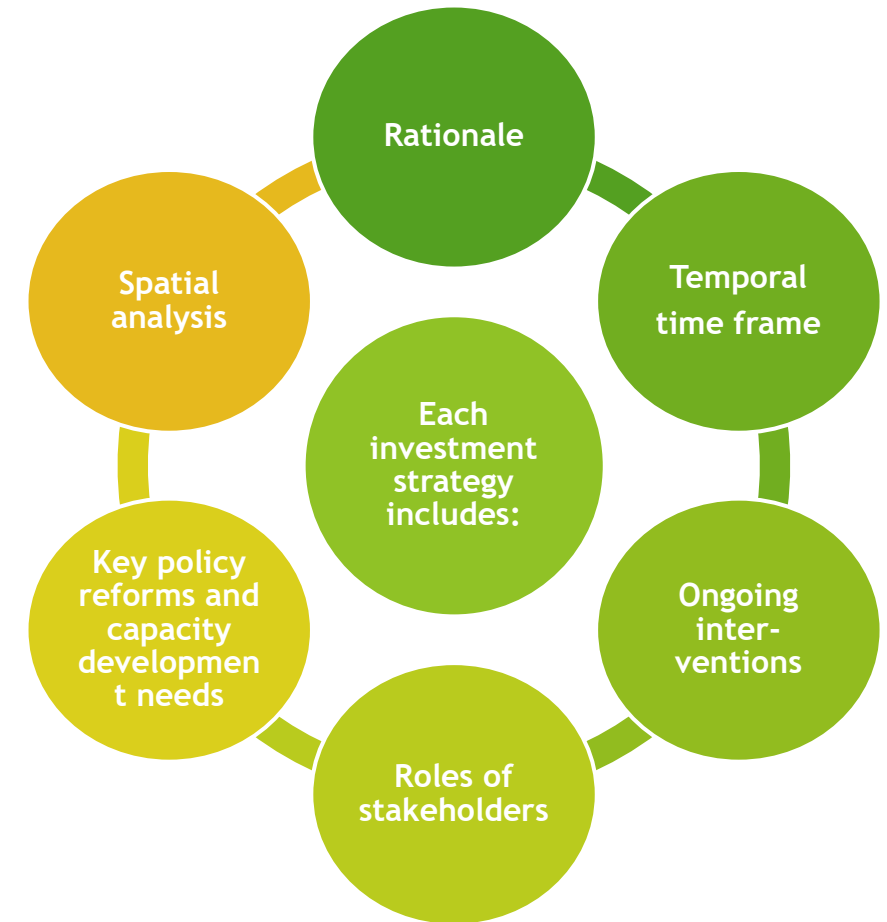 Rationale
Temporal
time frame
Ongoing
inter-
ventions
Roles of
stakeholders
Key policy
reforms and
capacity
developmen
t needs
Spatial
analysis
Each
investment
strategy
includes: